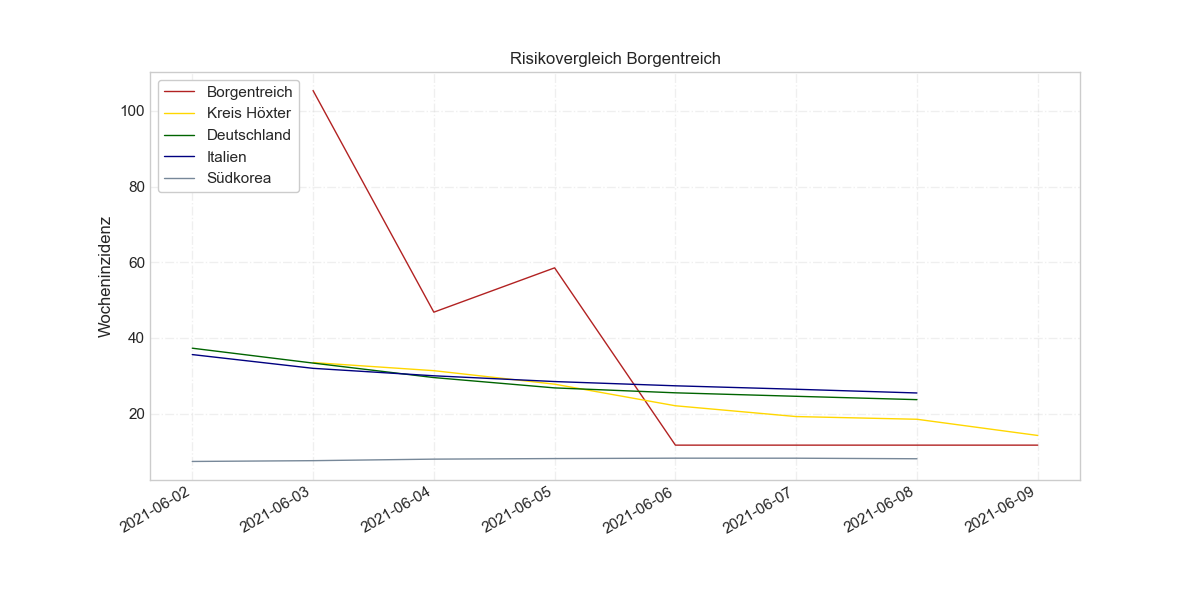 Risikovergleich Borgentreich
Borgentreich
Kreis Höxter
Deutschland
Italien
Südkorea
Wocheninzidenz
100
80
60
40
20
2021-06-02
2021-06-03
2021-06-04
2021-06-05
2021-06-06
2021-06-07
2021-06-08
2021-06-09